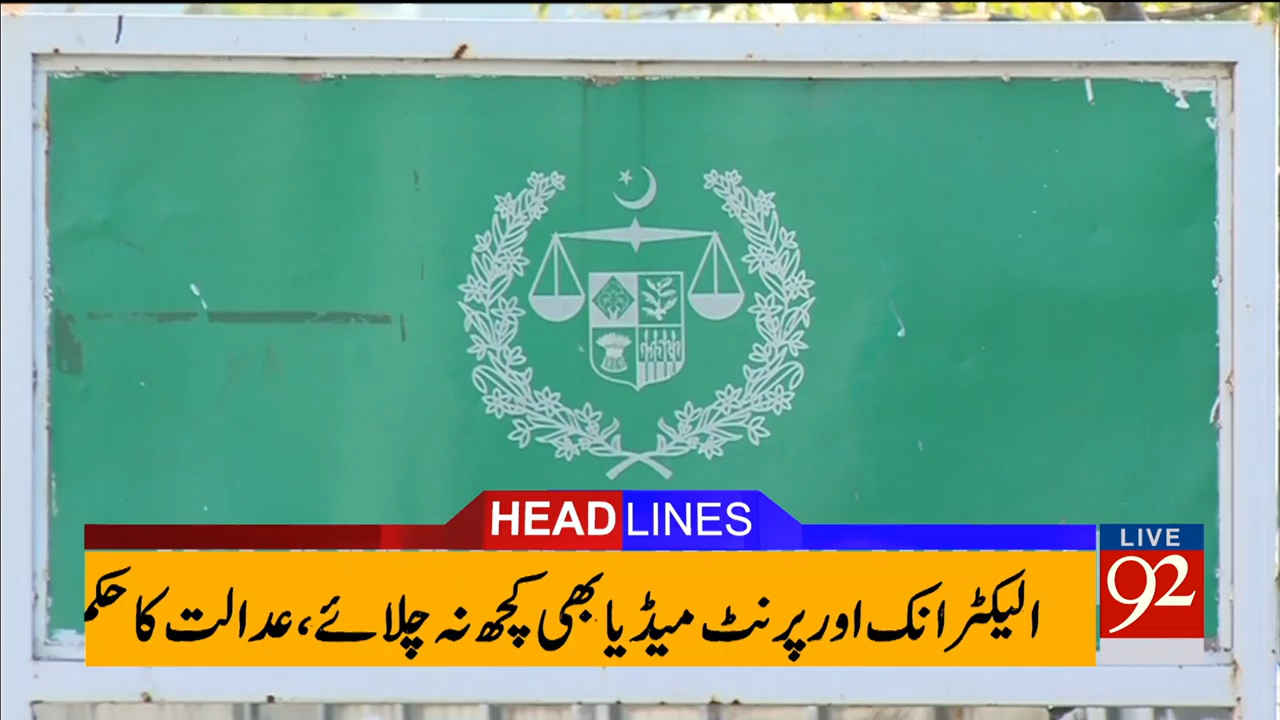 HEADLINES
LIVE
92
الیکٹرانک اور پرنٹ میڈیا بھی کچھ نہ چلائے، عدالت کا حکم